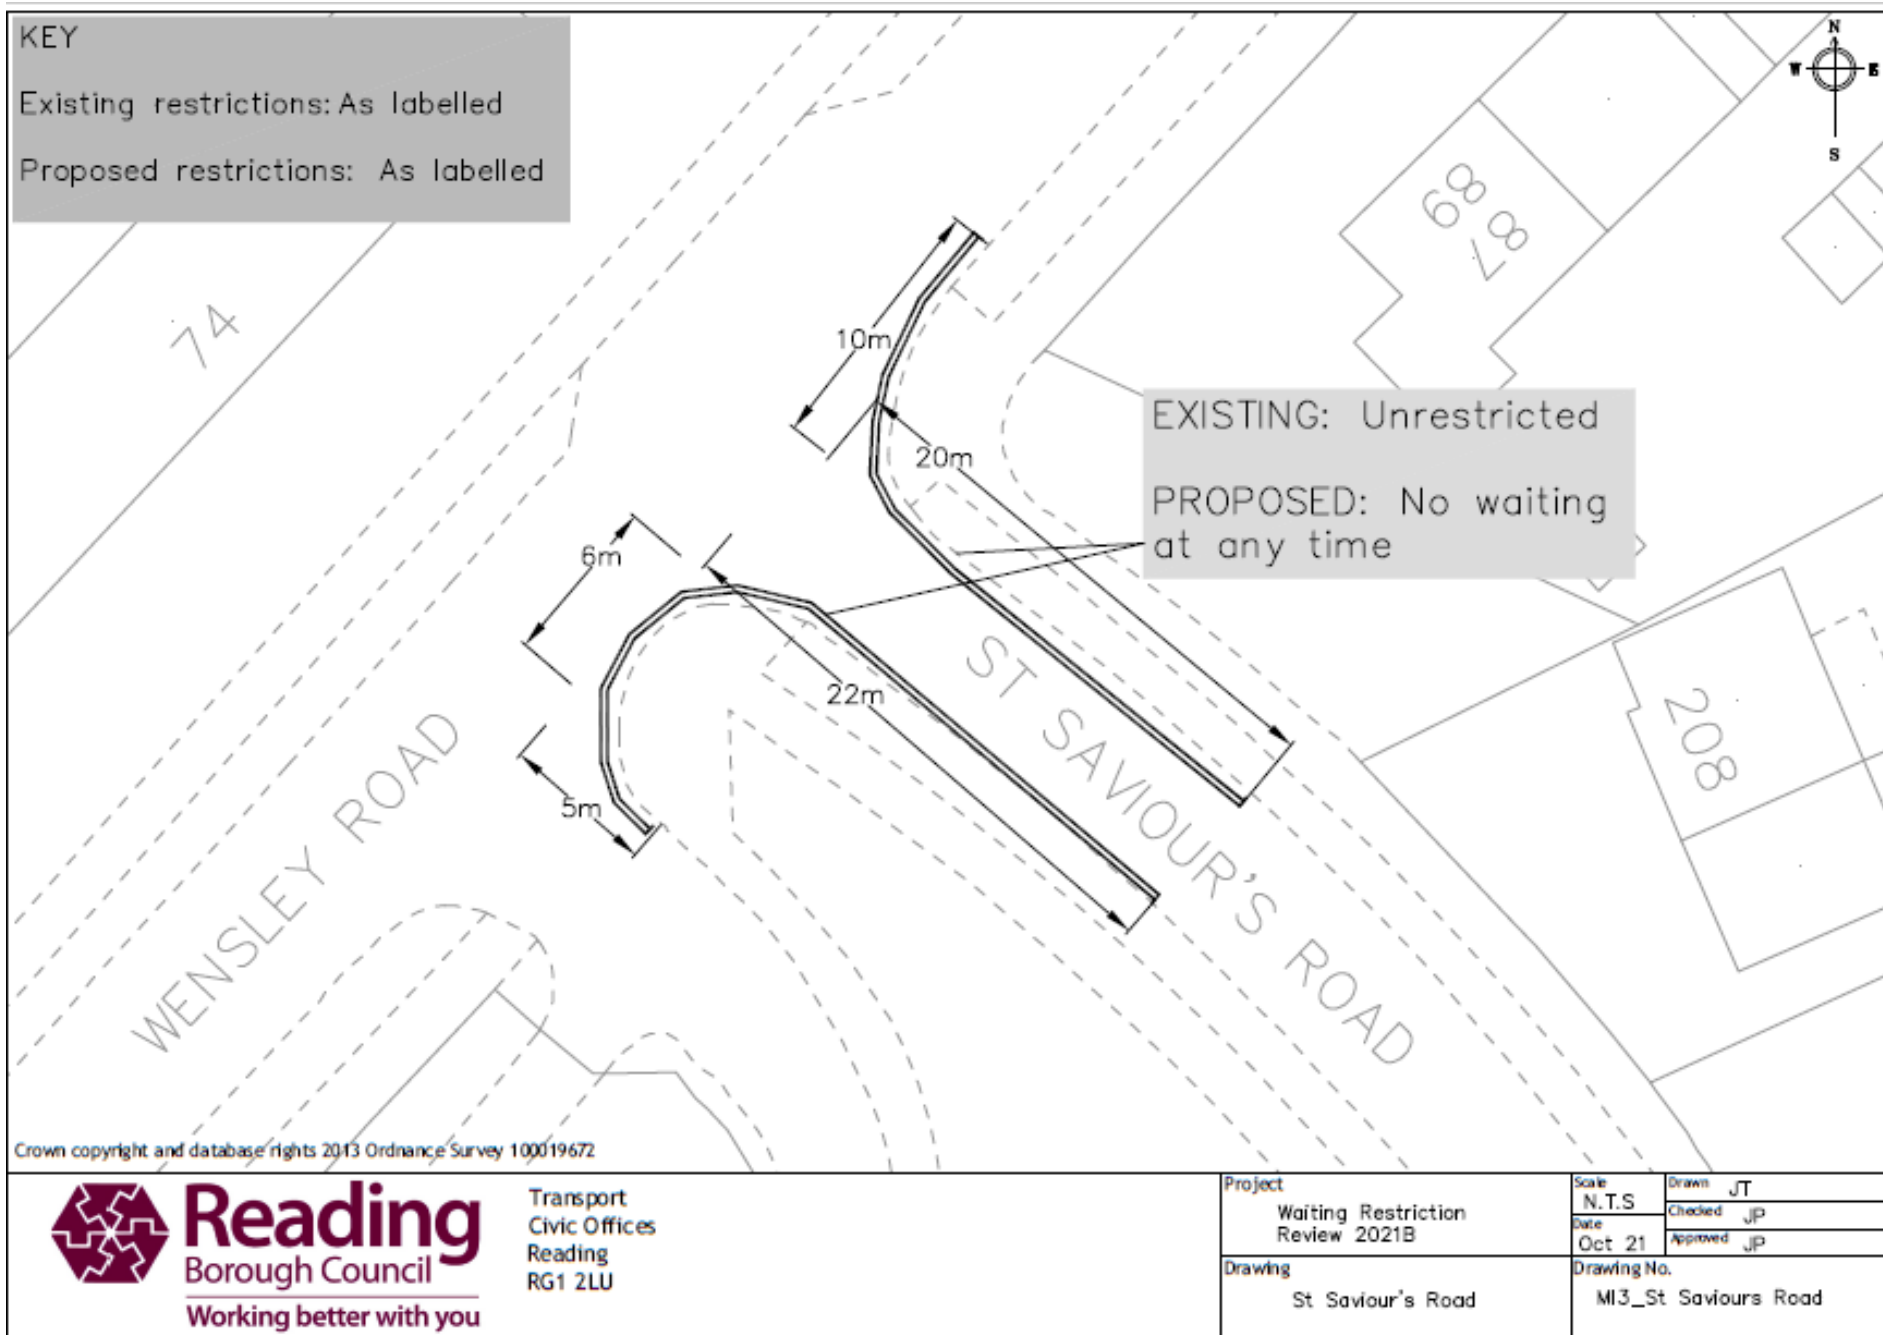 KEY
Existing restrictions: As labelled
Proposed restrictions: As labelled
N
W E
S
74
89
87
10m
EXISTING: Unrestricted
20m
PROPOSED: No waiting
at any time
6m
ST SAVIOUR'S ROAD
22m
208
WENSLEY ROAD
5m
Crown copyright and database rights 2013 Ordnance Survey 100019672
Reading
Borough Council
Working better with you
Transport
Civic Offices
Reading
RG1 2LU
Project
Waiting Restriction
Review 2021B
Drawing
St Saviour's Road
Scale
N.T.S
Date
Oct 21
Drawn JT
Checked JP
Approved JP
Drawing No.
MI3_St Saviours Road